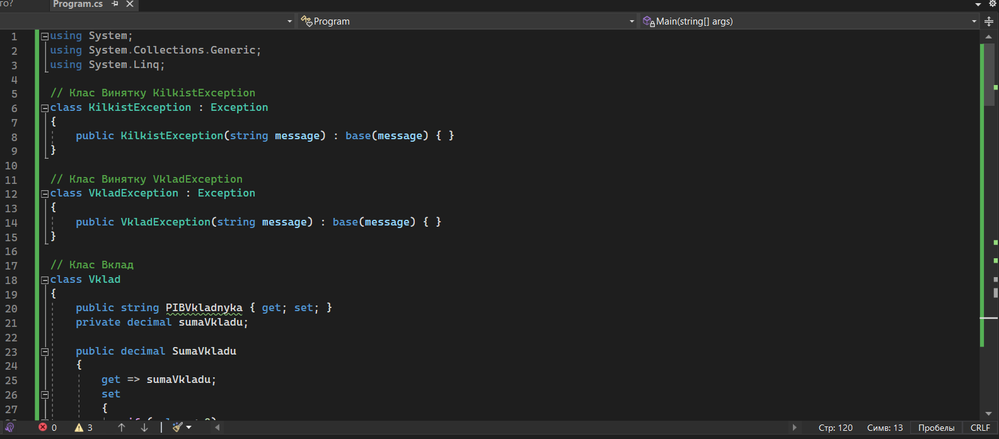 го?
Program.cs
Program
Main(string[] args)
1 using System;
2 using System.Collections.Generic;
3 using System.Linq;
4
5 // Клас Винятку KilkistException
6 class KilkistException : Exception
7 {
8 public KilkistException(string message) : base(message) { }
9 }
10
11 // Клас Винятку VkladException
12 class VkladException : Exception
13 {
14 public VkladException(string message) : base(message) { }
15 }
16
17 // Клас Вклад
18 class Vklad
19 {
20 public string PIBVkladnyka { get; set; }
21 private decimal sumaVkladu;
22
23 public decimal SumaVkladu
24 {
25 get => sumaVkladu;
26 set
27 {
0 3 Стр: 120 Симв: 13 Пробелы CRLF